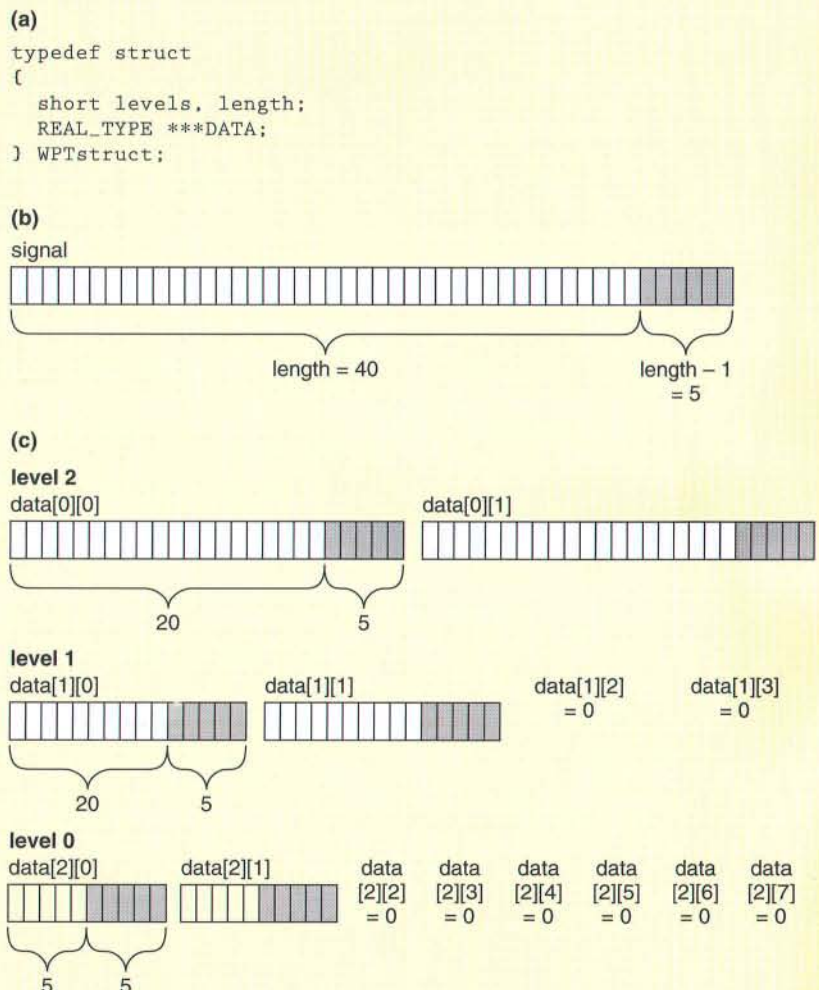 (a)
typedef struct
{
short levels, length;
REAL_TYPE ***DATA;
} WPTstruct;
(b)
signal
length = 40
length – 1
= 5
(c)
level 2
data[0][0]
data[0][1]
20
5
level 1
data[1][0]
data[1][1]
data[1][2]
= 0
data[1][3]
= 0
20
5
level 0
data[2][0]
data[2][1]
data
[2][2]
= 0
data
[2][3]
= 0
data
[2][4]
= 0
data
[2][5]
= 0
data
[2][6]
= 0
data
[2][7]
= 0
5
5